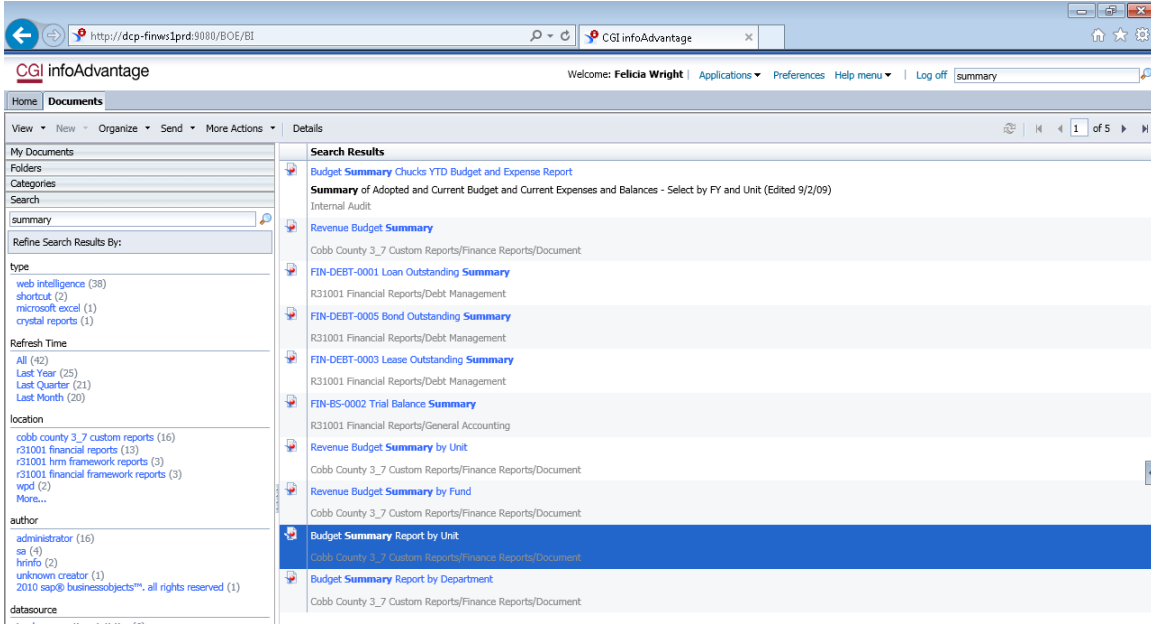 http://dcp-finws1prd:9080/BOE/BI
CGI infoAdvantage
CGI infoAdvantage
Welcome: Felicia Wright | Applications Preferences Help menu | Log off summary
Home Documents
View New Organize Send More Actions Details 1 of 5
My Documents
Folders
Categories
Search
summary
Refine Search Results By:
type
web intelligence (38)
shortcut (2)
microsoft excel (1)
crystal reports (1)
Refresh Time
All (42)
Last Year (25)
Last Quarter (21)
Last Month (20)
location
cobb county 3_7 custom reports (16)
r31001 financial reports (13)
r31001 hrm framework reports (3)
r31001 financial framework reports (3)
wpd (2)
More...
author
administrator (16)
sa (4)
hrinfo (2)
unknown creator (1)
2010 sap® businessobjects™. all rights reserved (1)
datasource
Search Results
Budget Summary Chucks YTD Budget and Expense Report
Summary of Adopted and Current Budget and Current Expenses and Balances - Select by FY and Unit (Edited 9/2/09)
Internal Audit
Revenue Budget Summary
Cobb County 3_7 Custom Reports/Finance Reports/Document
FIN-DEBT-0001 Loan Outstanding Summary
R31001 Financial Reports/Debt Management
FIN-DEBT-0005 Bond Outstanding Summary
R31001 Financial Reports/Debt Management
FIN-DEBT-0003 Lease Outstanding Summary
R31001 Financial Reports/Debt Management
FIN-BS-0002 Trial Balance Summary
R31001 Financial Reports/General Accounting
Revenue Budget Summary by Unit
Cobb County 3_7 Custom Reports/Finance Reports/Document
Revenue Budget Summary by Fund
Cobb County 3_7 Custom Reports/Finance Reports/Document
Budget Summary Report by Unit
Cobb County 3_7 Custom Reports/Finance Reports/Document
Budget Summary Report by Department
Cobb County 3_7 Custom Reports/Finance Reports/Document